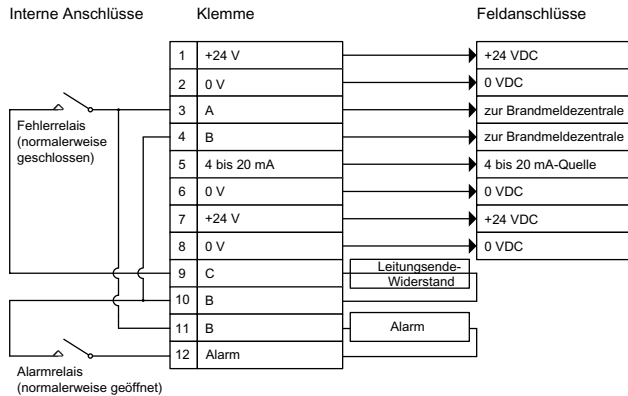 Interne Anschlüsse Klemme Feldanschlüsse
1 +24 V +24 VDC
2 0 V 0 VDC
3 A zur Brandmeldezentrale
4 B zur Brandmeldezentrale
5 4 bis 20 mA 4 bis 20 mA-Quelle
6 0 V 0 VDC
7 +24 V +24 VDC
8 0 V 0 VDC
9 C
10 B
11 B
12 Alarm
Fehlerrelais
(normalerweise
geschlossen)
Leitungsende-
Widerstand
Alarm
Alarmrelais
(normalerweise geöffnet)